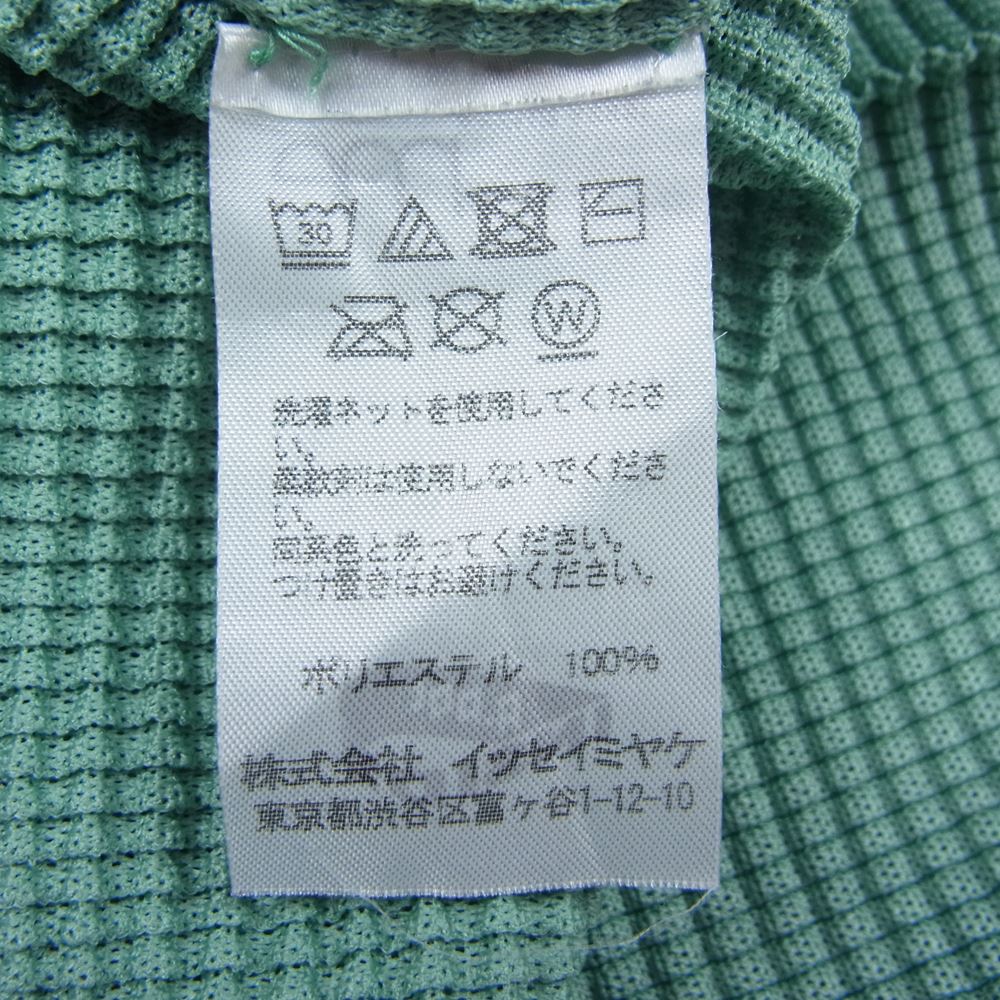 30
W
洗濯ネットを使用してくださ
い。
柔軟剤は使用しないでくださ
い。
同系色と洗ってください。
つけ置きはお避けください。
ポリエステル 100%
株式会社 イッセイミヤケ
東京都渋谷区富ヶ谷1-12-10